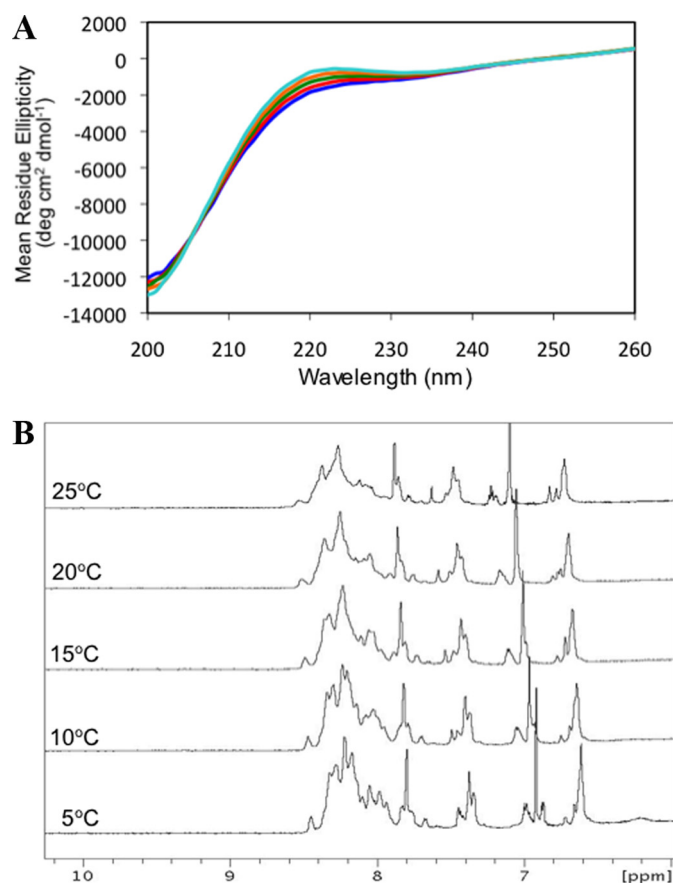 A
2000
0
-2000
-4000
-6000
-8000
-10000
-12000
-14000
Mean Residue Ellipticity
(deg cm² dmol⁻¹)
200 210 220 230 240 250 260
Wavelength (nm)
B
25°C
20°C
15°C
10°C
5°C
10 9 8 7 [ppm]